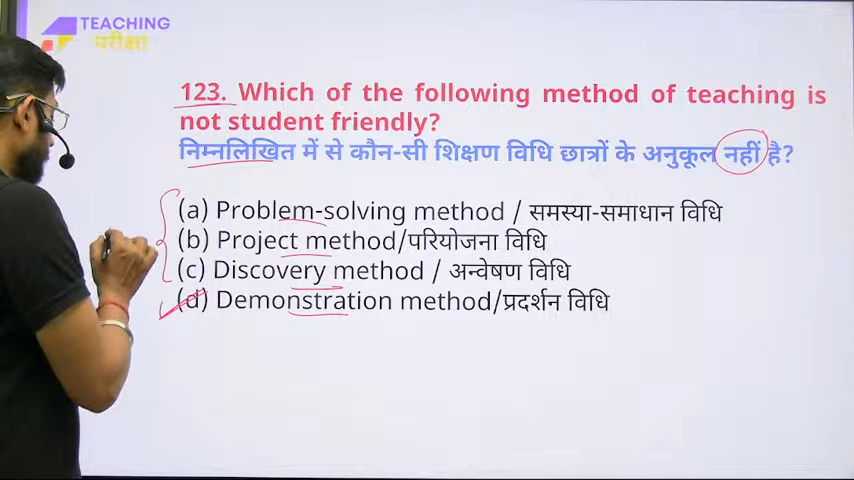 TEACHING
परीक्षा
123. Which of the following method of teaching is
not student friendly?
निम्नलिखित में से कौन-सी शिक्षण विधि छात्रों के अनुकूल नहीं है?
(a) Problem-solving method / समस्या-समाधान विधि
(b) Project method/परियोजना विधि
(c) Discovery method / अन्वेषण विधि
(d) Demonstration method/प्रदर्शन विधि